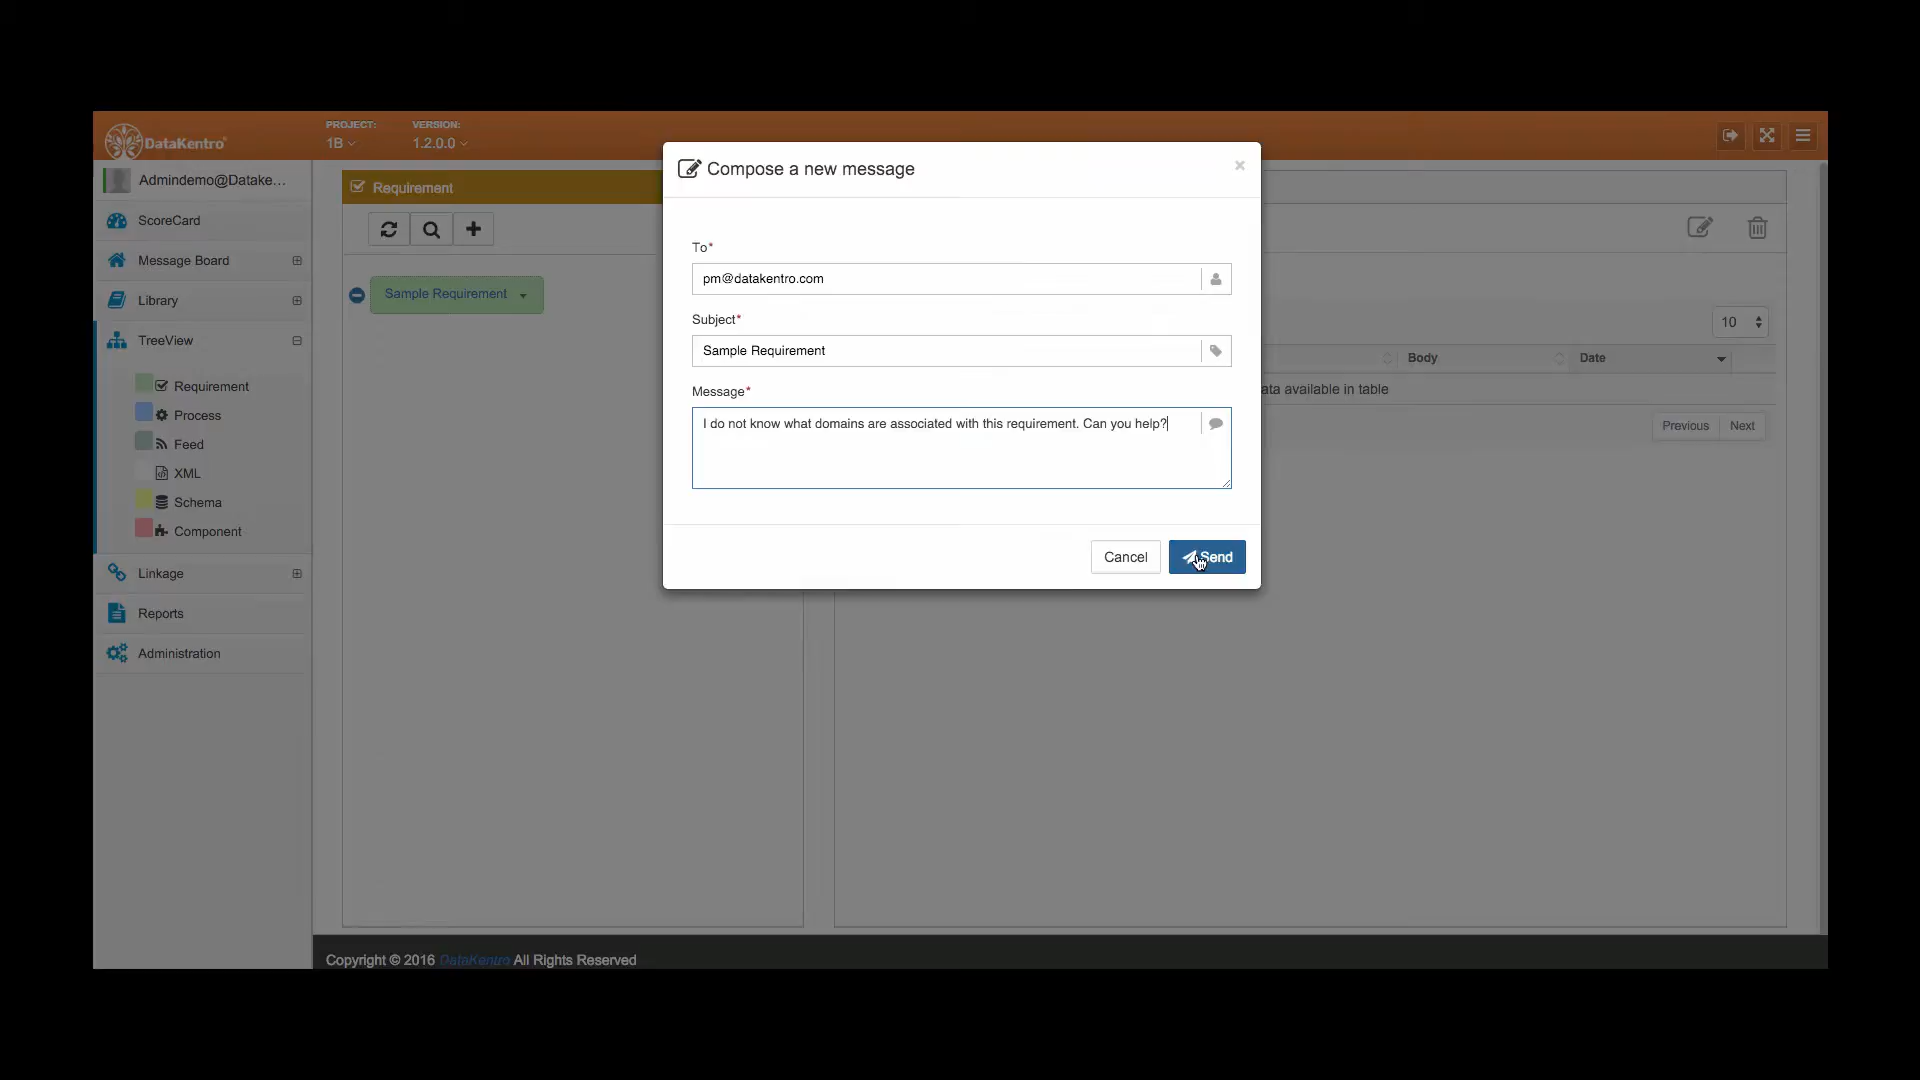 DataKentro
PROJECT:
1B
VERSION:
1.2.0.0
Admindemo@Datake...
ScoreCard
Message Board
Library
TreeView
Requirement
Process
Feed
XML
Schema
Component
Linkage
Reports
Administration
Requirement
Sample Requirement
Compose a new message
×
To*
pm@datakentro.com
Subject*
Sample Requirement
Message*
I do not know what domains are associated with this requirement. Can you help?
Cancel
Send
10
Body
Date
ata available in table
Previous
Next
Copyright © 2016 DataKentro All Rights Reserved